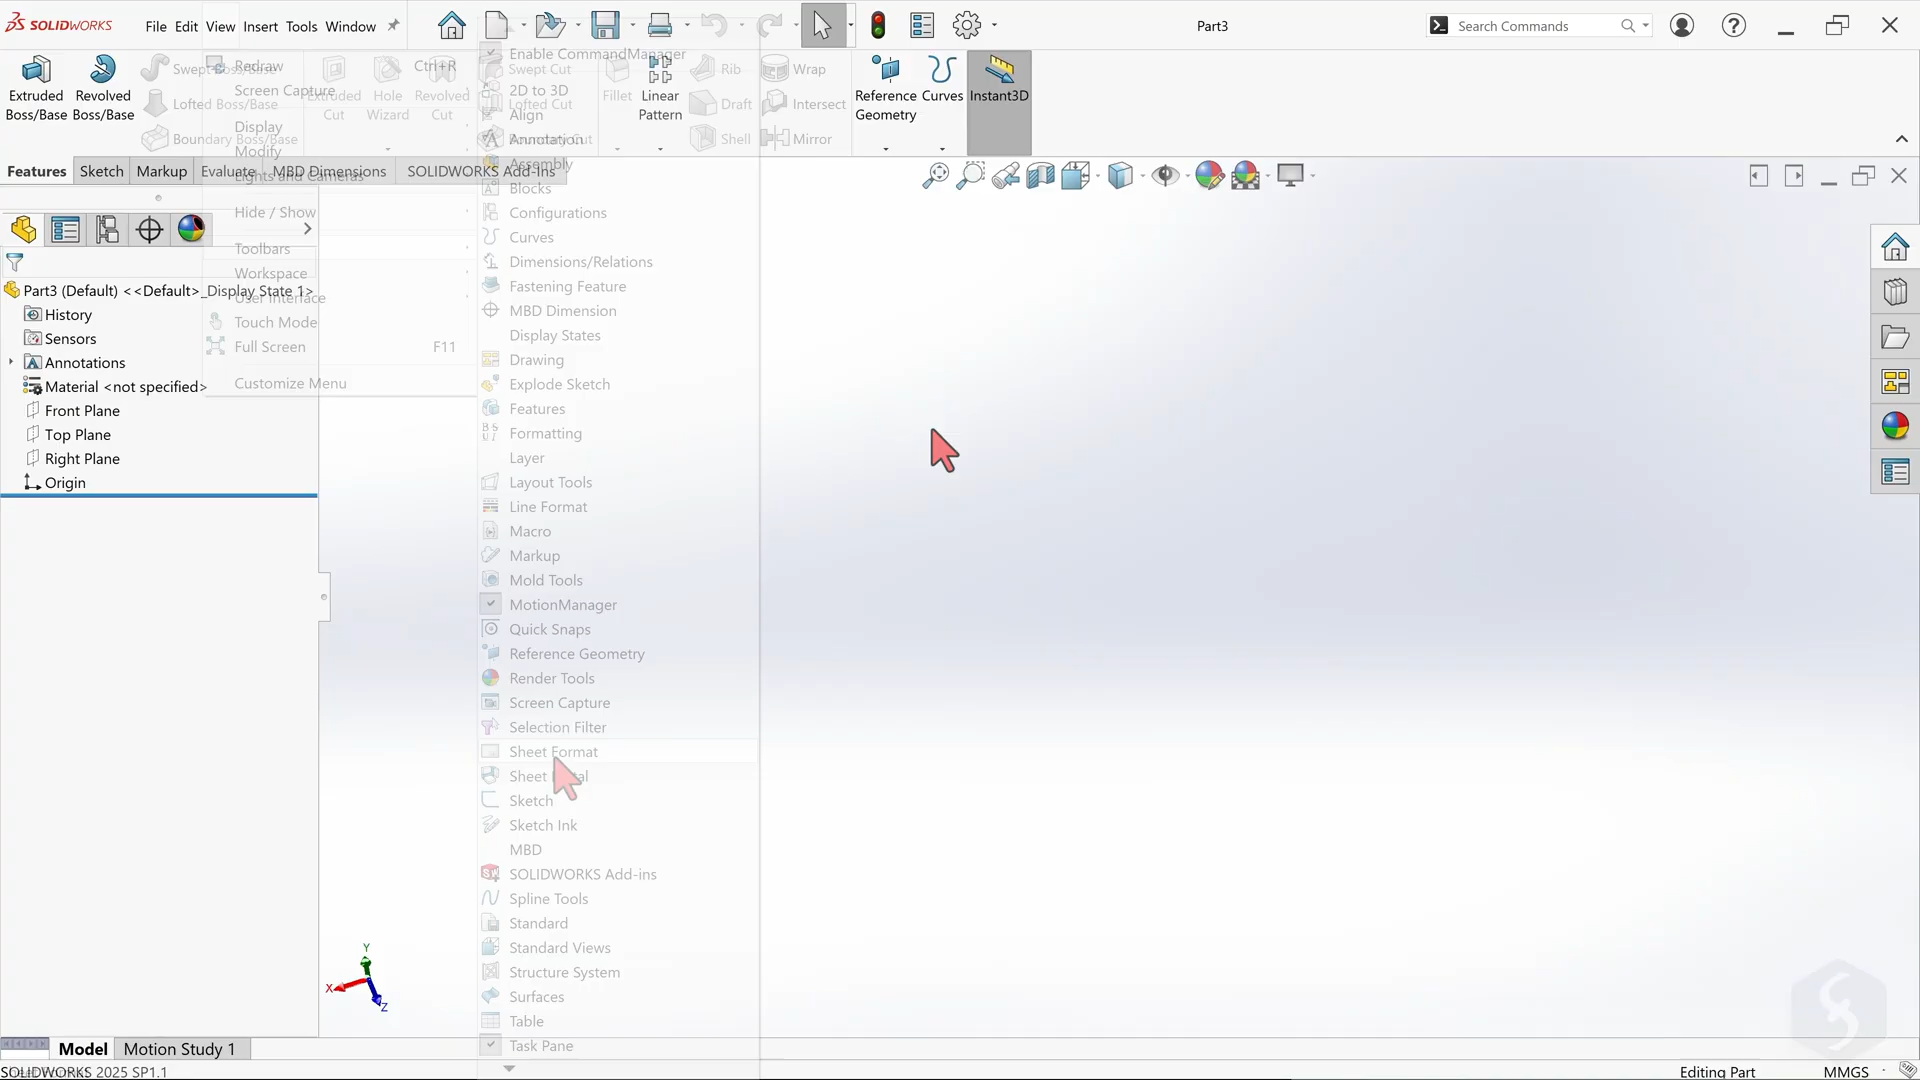 SOLIDWORKS
File Edit View Insert Tools Window
Part3
Search Commands
Enable CommandManager
Redraw Ctrl+R
Screen Capture
Display
Modify
Lights and Cameras
Hide / Show
Toolbars
Workspace
User Interface
Touch Mode
Full Screen F11
Customize Menu
Extruded Boss/Base
Revolved Boss/Base
Swept Boss/Base
Lofted Boss/Base
Boundary Boss/Base
Extruded Cut
Hole Wizard
Revolved Cut
Swept Cut
Lofted Cut
Boundary Cut
Fillet
Linear Pattern
Rib
Draft
Shell
Wrap
Intersect
Mirror
Reference Geometry
Curves
Instant3D
Features Sketch Markup Evaluate MBD Dimensions SOLIDWORKS Add-Ins
Part3 (Default) <<Default>_Display State 1>
History
Sensors
Annotations
Material <not specified>
Front Plane
Top Plane
Right Plane
Origin
2D to 3D
Align
Annotation
Assembly
Blocks
Configurations
Curves
Dimensions/Relations
Fastening Feature
MBD Dimension
Display States
Drawing
Explode Sketch
Features
Formatting
Layer
Layout Tools
Line Format
Macro
Markup
Mold Tools
MotionManager
Quick Snaps
Reference Geometry
Render Tools
Screen Capture
Selection Filter
Sheet Format
Sheet Metal
Sketch
Sketch Ink
MBD
SOLIDWORKS Add-ins
Spline Tools
Standard
Standard Views
Structure System
Surfaces
Table
Task Pane
Y
X
Z
Model Motion Study 1
SOLIDWORKS 2025 SP1.1
Editing Part MMGS